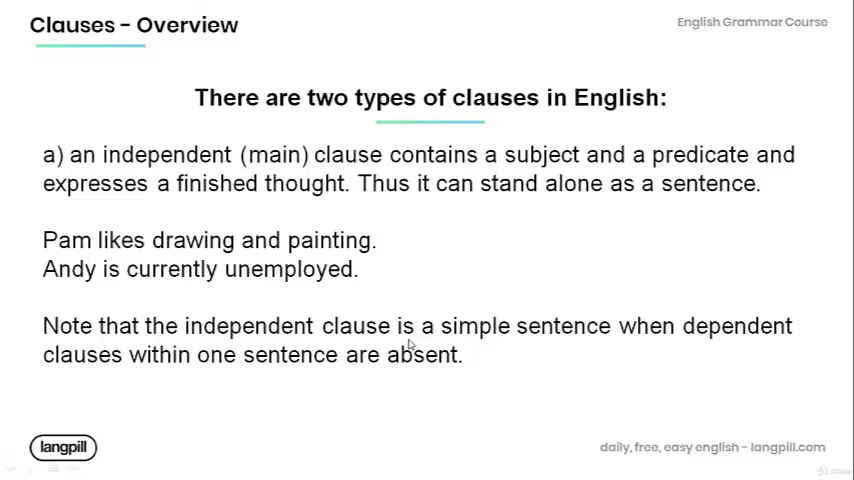 Clauses - Overview
English Grammar Course
There are two types of clauses in English:
a) an independent (main) clause contains a subject and a predicate and
expresses a finished thought. Thus it can stand alone as a sentence.
Pam likes drawing and painting.
Andy is currently unemployed.
Note that the independent clause is a simple sentence when dependent
clauses within one sentence are absent.
langpill
daily, free, easy english - langpill.com